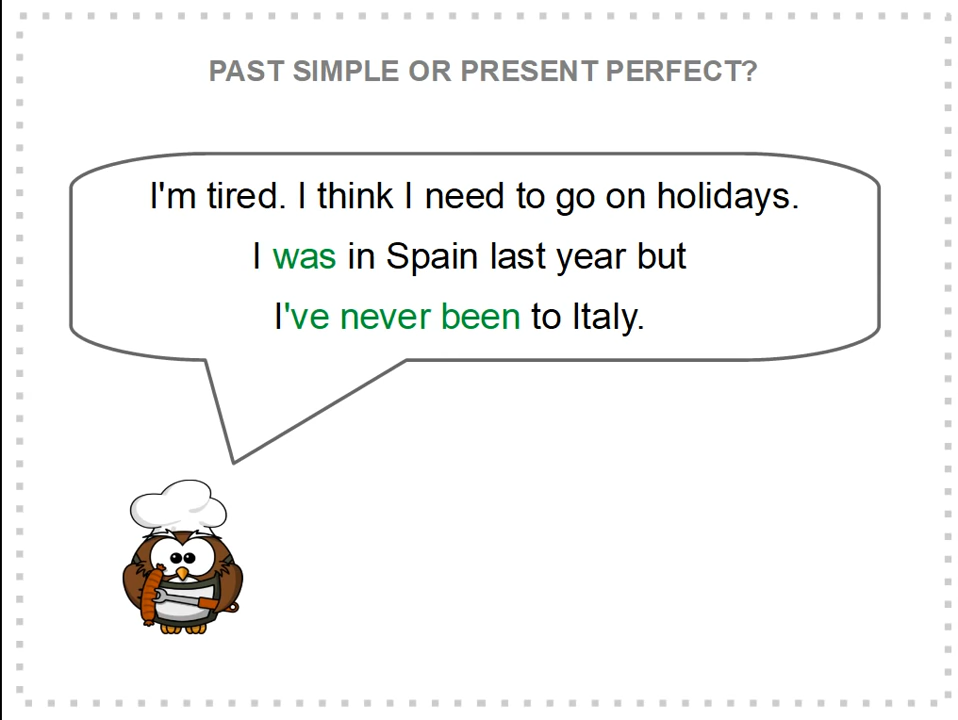 PAST SIMPLE OR PRESENT PERFECT?
I'm tired. I think I need to go on holidays.
I was in Spain last year but
I've never been to Italy.